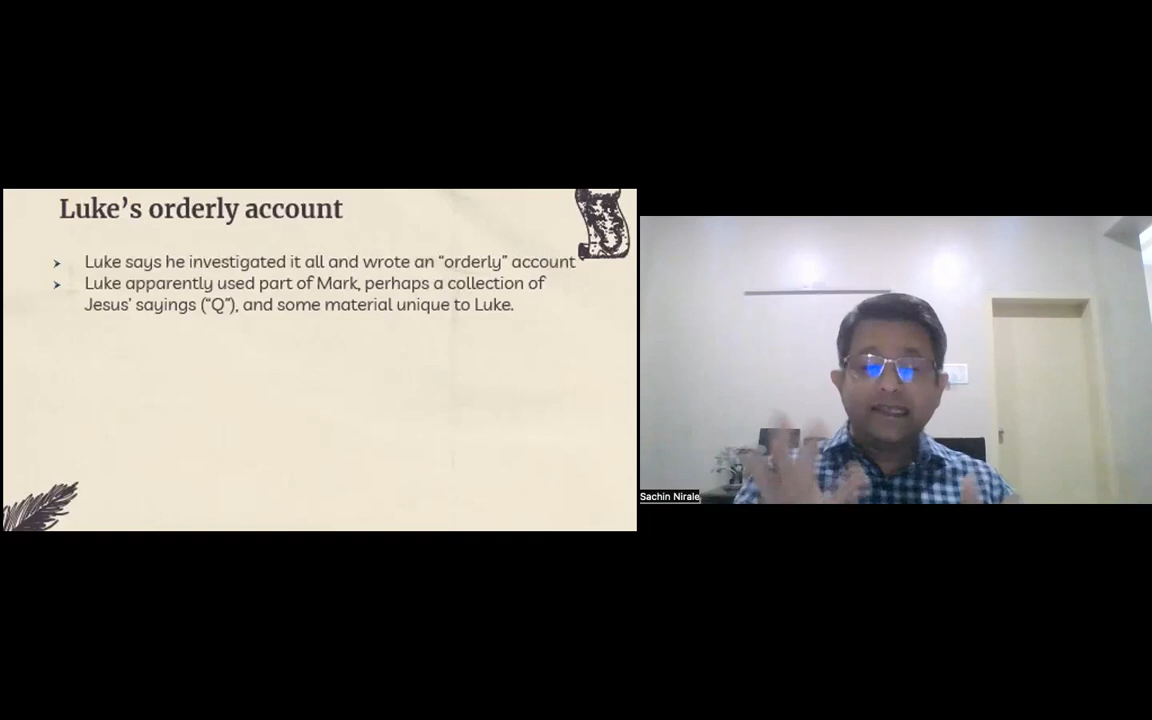 Luke’s orderly account
Luke says he investigated it all and wrote an “orderly” account
Luke apparently used part of Mark, perhaps a collection of
Jesus’ sayings (“Q”), and some material unique to Luke.
Sachin Nirale